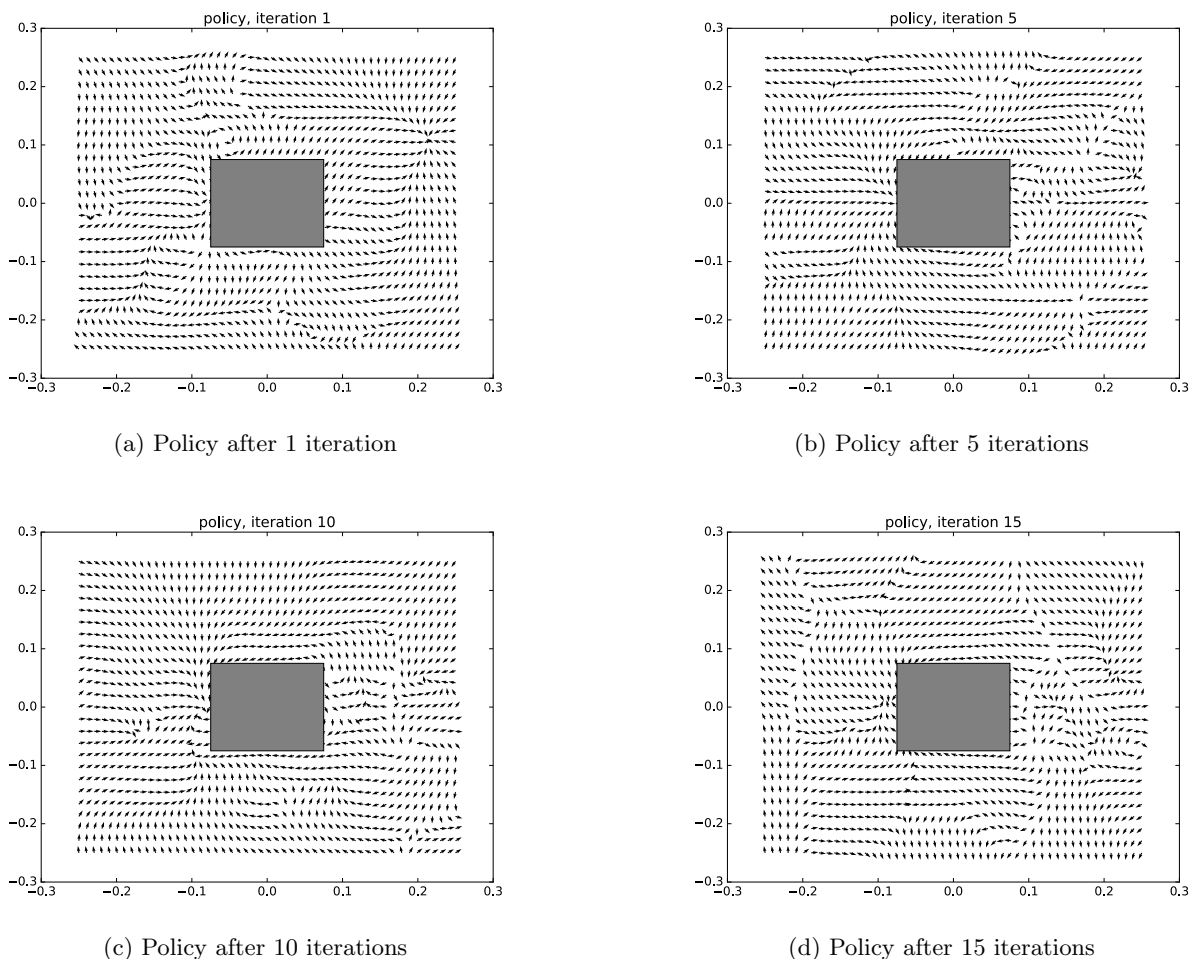 policy, iteration 1
0.3
0.2
0.1
0.0
−0.1
−0.2
−0.3
−0.3 −0.2 −0.1 0.0 0.1 0.2 0.3
(a) Policy after 1 iteration
policy, iteration 5
0.3
0.2
0.1
0.0
−0.1
−0.2
−0.3
−0.3 −0.2 −0.1 0.0 0.1 0.2 0.3
(b) Policy after 5 iterations
policy, iteration 10
0.3
0.2
0.1
0.0
−0.1
−0.2
−0.3
−0.3 −0.2 −0.1 0.0 0.1 0.2 0.3
(c) Policy after 10 iterations
policy, iteration 15
0.3
0.2
0.1
0.0
−0.1
−0.2
−0.3
−0.3 −0.2 −0.1 0.0 0.1 0.2 0.3
(d) Policy after 15 iterations